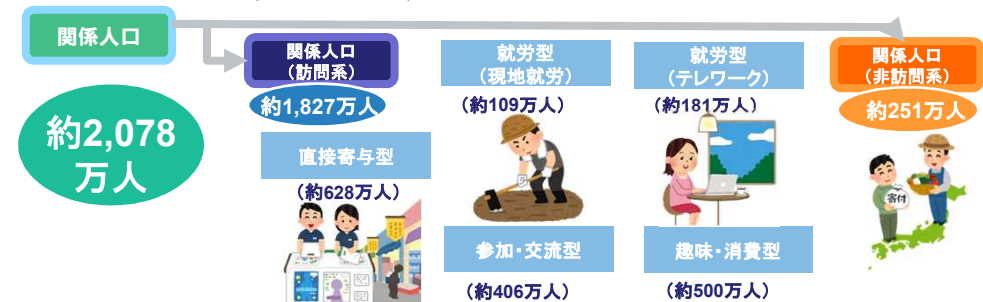 関係人口
約2,078
万人
関係人口
（訪問系）
約1,827万人
直接寄与型
（約628万人）
就労型
（現地就労）
（約109万人）
参加・交流型
（約406万人）
就労型
（テレワーク）
（約181万人）
趣味・消費型
（約500万人）
関係人口
（非訪問系）
約251万人
寄付